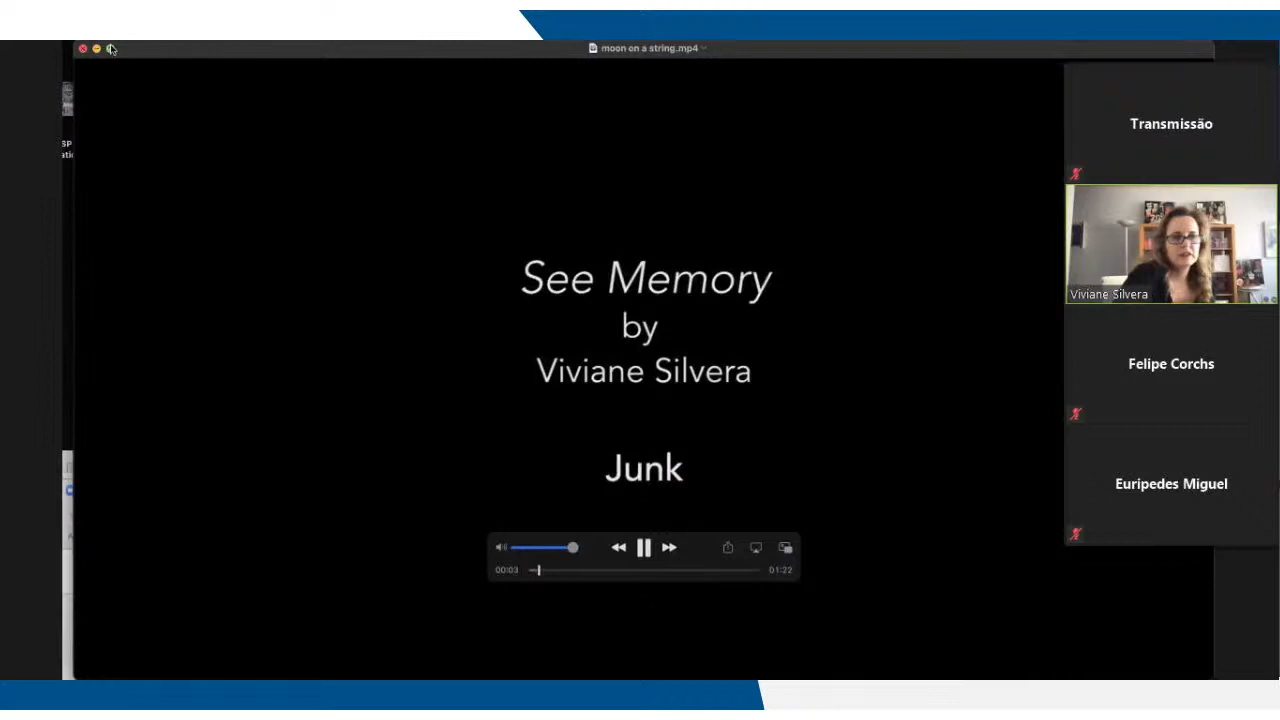 moon on a string.mp4
SP
Transmissão
See Memory
by
Viviane Silvera
Viviane Silvera
Felipe Corchs
Junk
Euripedes Miguel
00:03
01:22